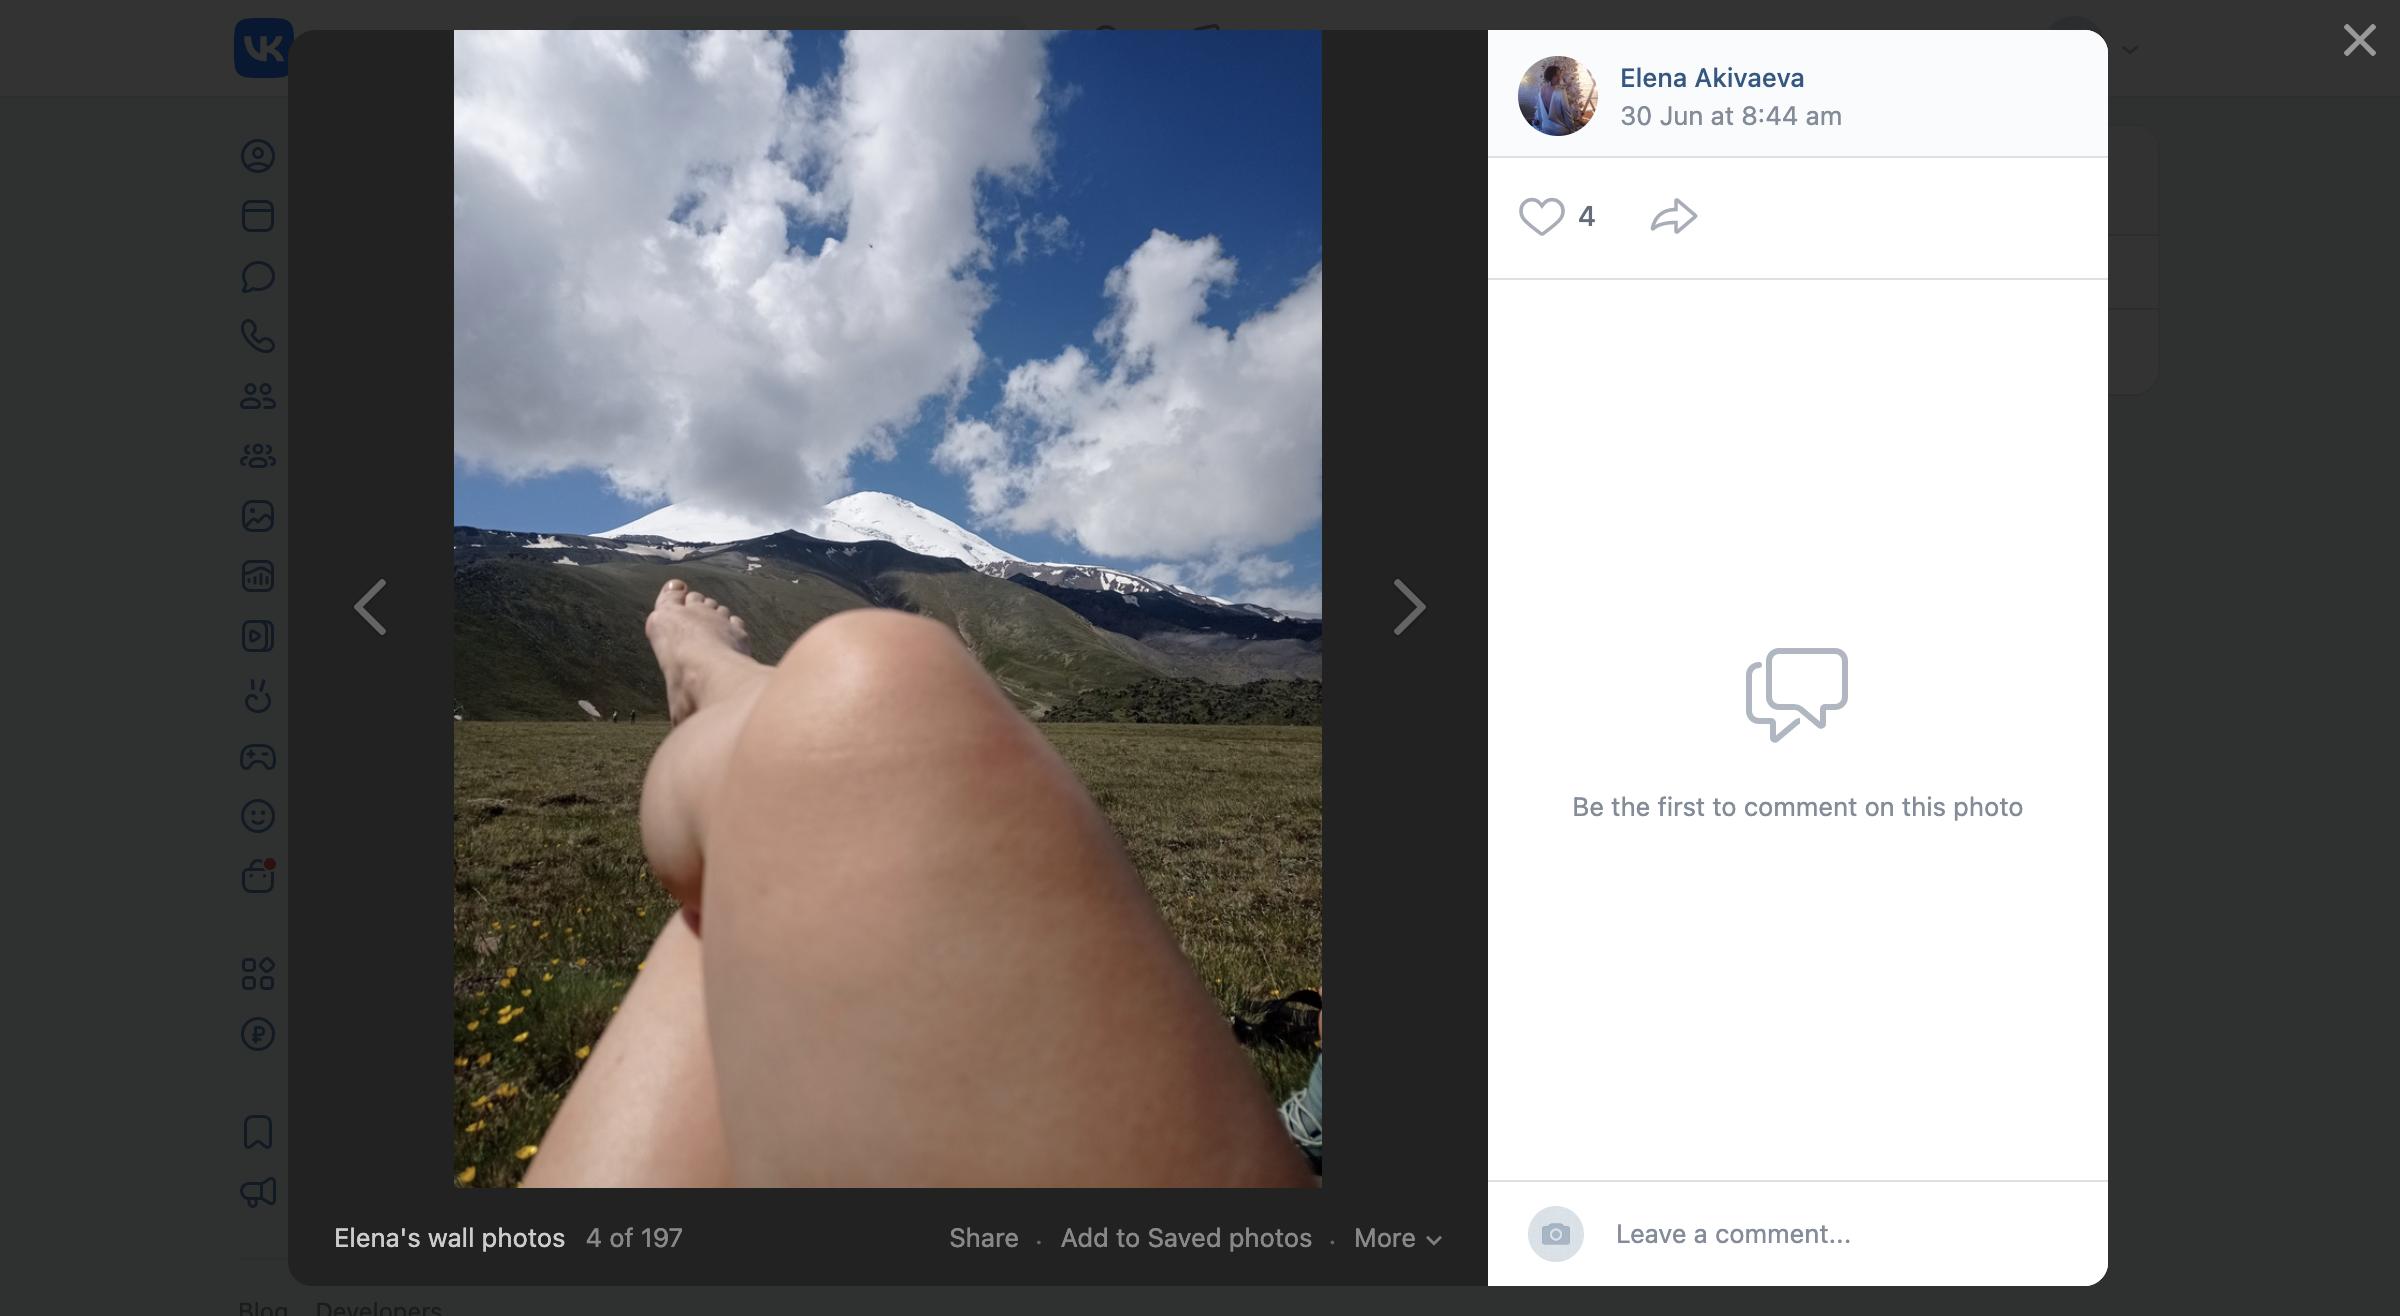 VK
Elena Akivaeva
30 Jun at 8:44 am
4
Be the first to comment on this photo
Elena's wall photos 4 of 197
Share · Add to Saved photos · More
Leave a comment...
Blog Developers